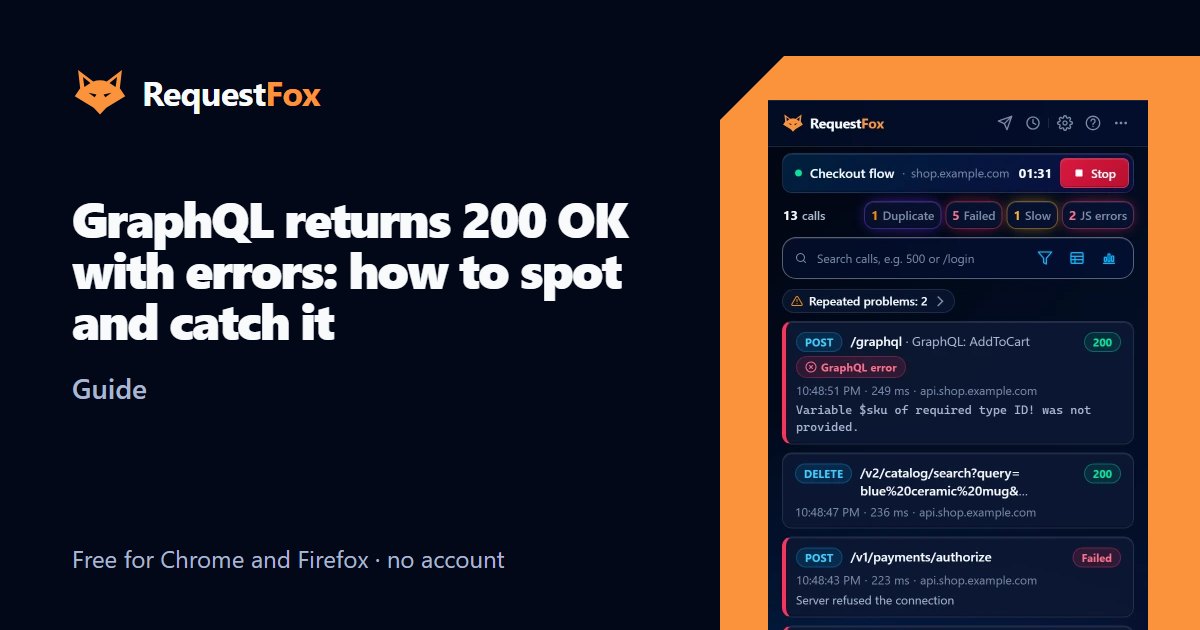 RequestFox
GraphQL returns 200 OK
with errors: how to spot
and catch it
Guide
Free for Chrome and Firefox · no account
RequestFox
Checkout flow · shop.example.com 01:31 Stop
13 calls 1 Duplicate 5 Failed 1 Slow 2 JS errors
Search calls, e.g. 500 or /login
Repeated problems: 2
POST /graphql · GraphQL: AddToCart 200
GraphQL error
10:48:51 PM · 249 ms · api.shop.example.com
Variable $sku of required type ID! was not
provided.
DELETE /v2/catalog/search?query= 200
blue%20ceramic%20mug&…
10:48:47 PM · 236 ms · api.shop.example.com
POST /v1/payments/authorize Failed
10:48:43 PM · 223 ms · api.shop.example.com
Server refused the connection